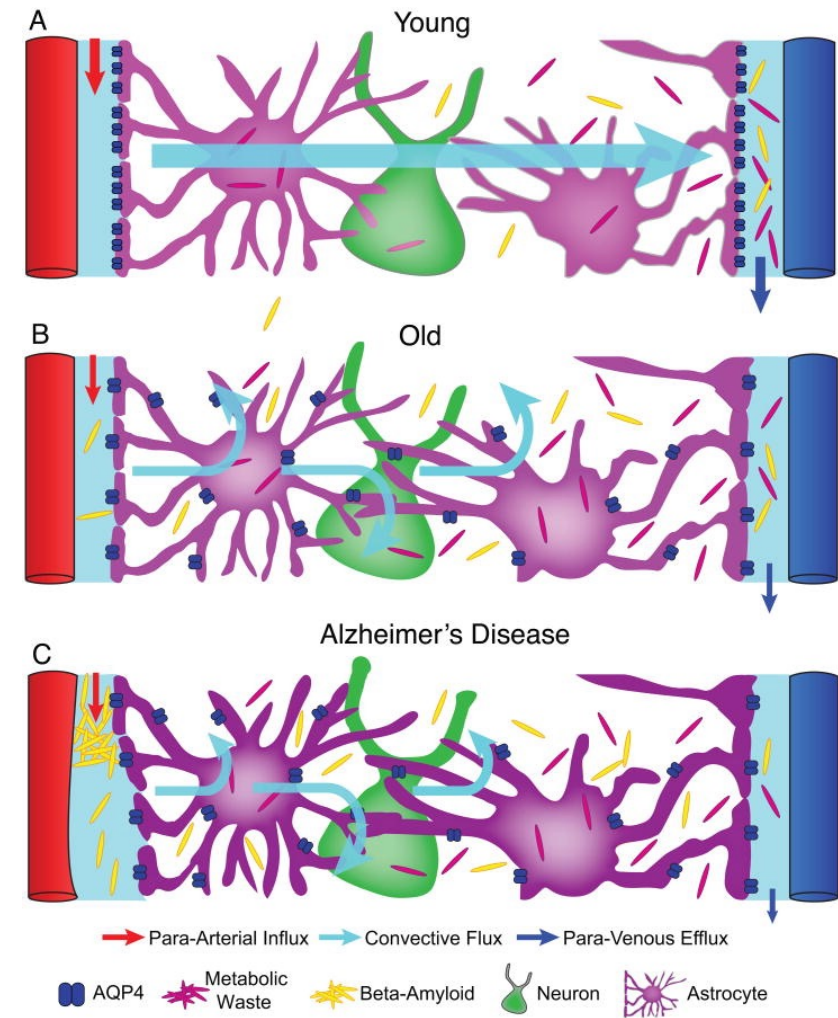 A
Young
B
Old
C
Alzheimer's Disease
Para-Arterial Influx
Convective Flux
Para-Venous Efflux
AQP4
Metabolic
Waste
Beta-Amyloid
Neuron
Astrocyte